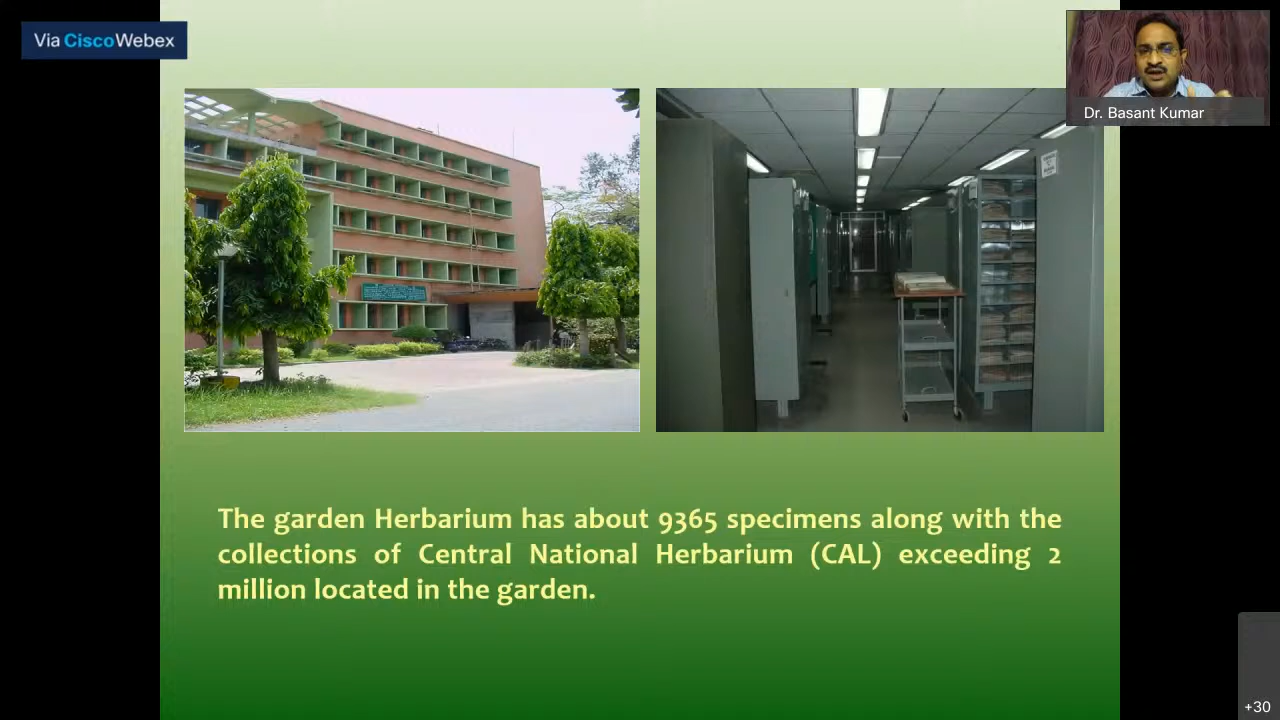 Via CiscoWebex
Dr. Basant Kumar
The garden Herbarium has about 9365 specimens along with the
collections of Central National Herbarium (CAL) exceeding 2
million located in the garden.
+30